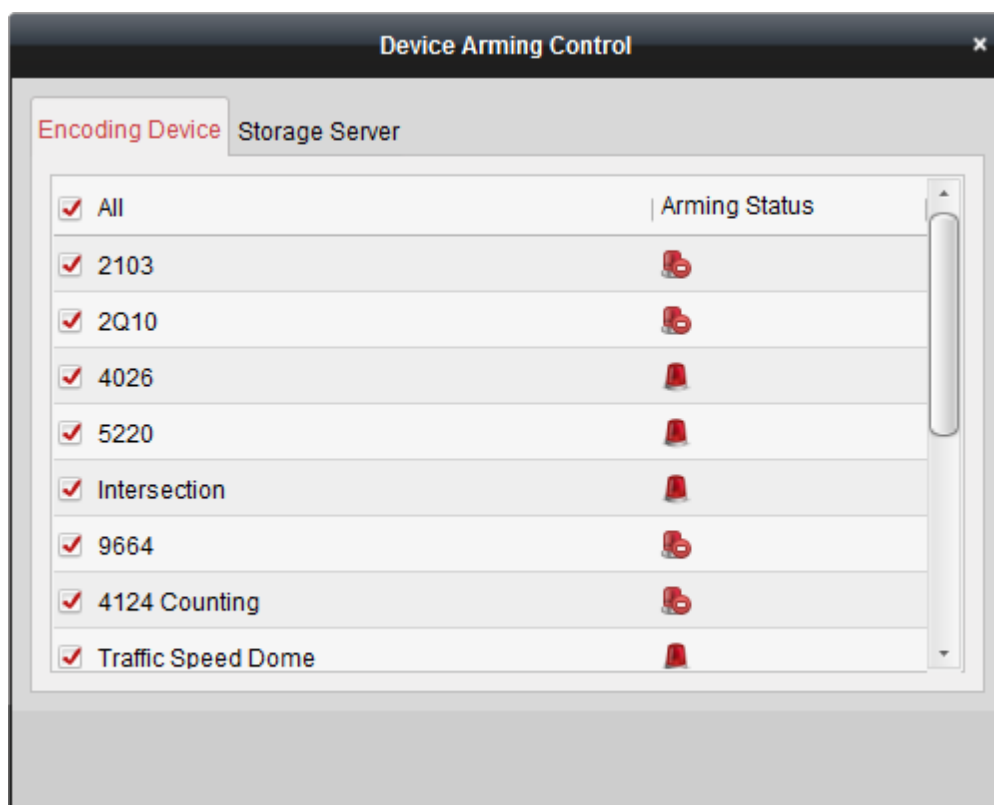 Device Arming Control
Encoding Device Storage Server
All Arming Status
2103
2Q10
4026
5220
Intersection
9664
4124 Counting
Traffic Speed Dome